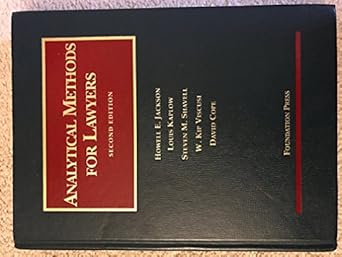 ANALYTICAL METHODS
FOR LAWYERS
SECOND EDITION
HOWELL E. JACKSON
LOUIS KAPLOW
STEVEN M. SHAVELL
W. KIP VISCUSI
DAVID COPE
FOUNDATION PRESS